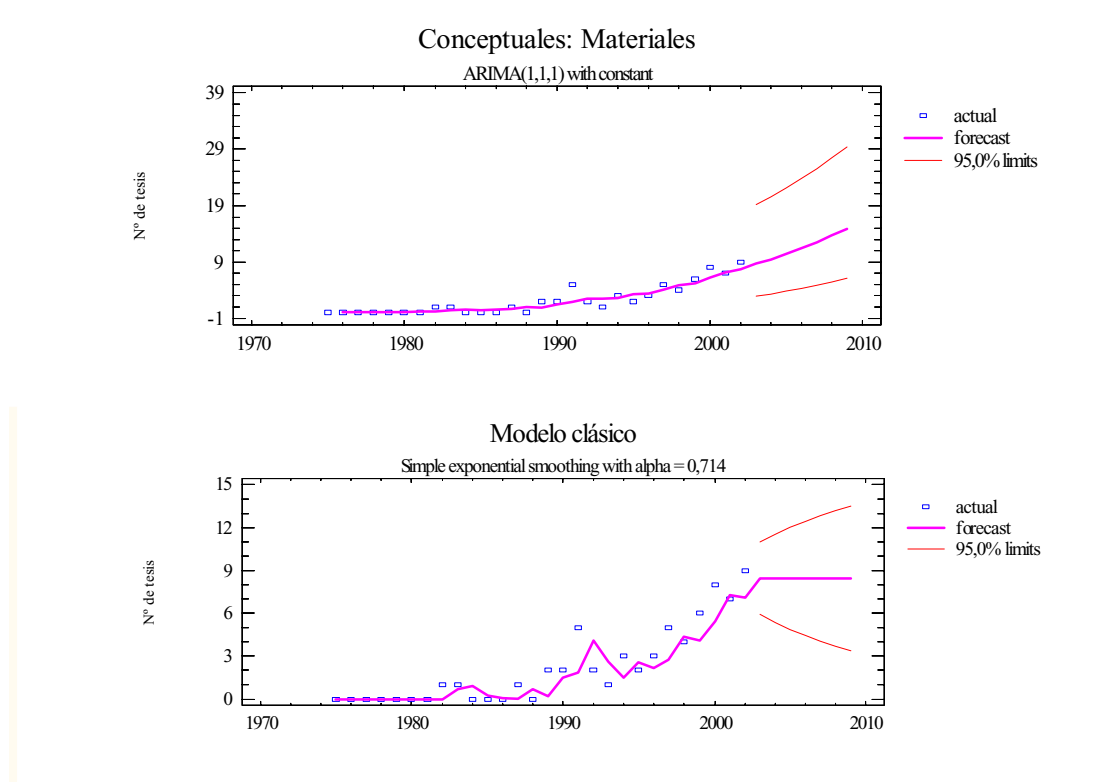 Conceptuales: Materiales
ARIMA(1,1,1) with constant
39
29
19
9
-1
Nº de tesis
1970 1980 1990 2000 2010
actual
forecast
95,0% limits
Modelo clásico
Simple exponential smoothing with alpha = 0,714
15
12
9
6
3
0
Nº de tesis
1970 1980 1990 2000 2010
actual
forecast
95,0% limits